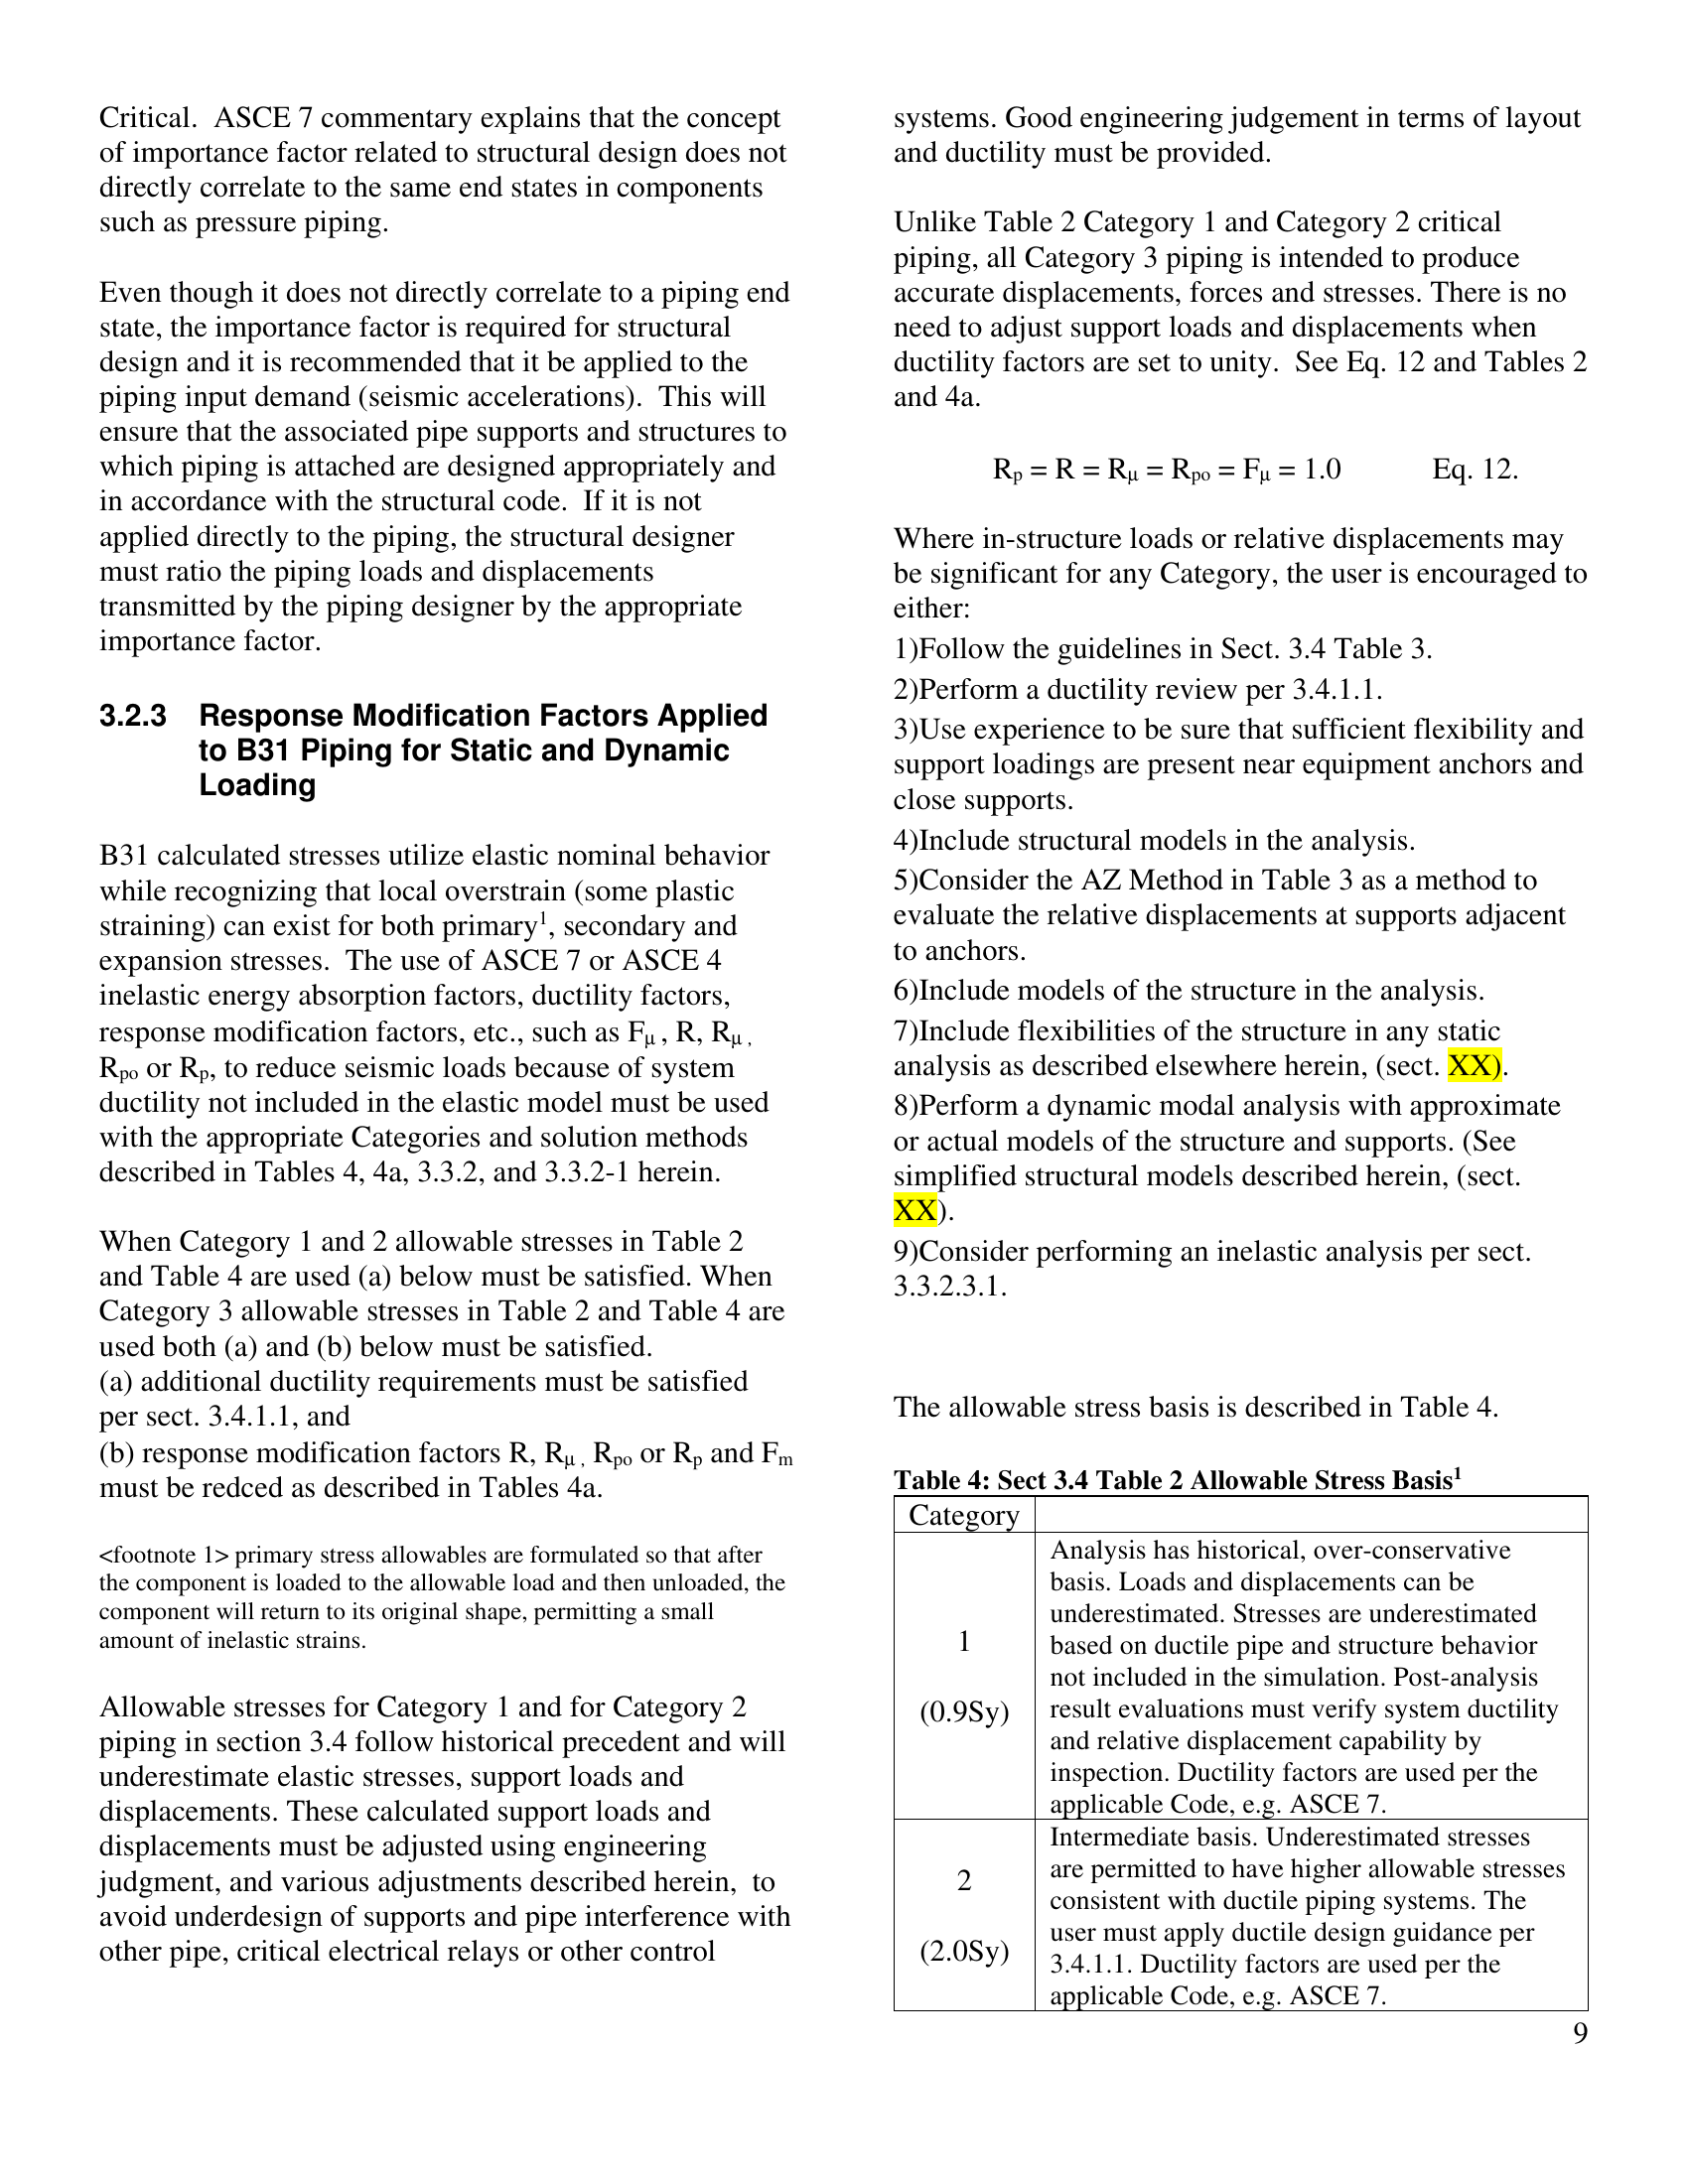 Critical.  ASCE 7 commentary explains that the concept
of importance factor related to structural design does not
directly correlate to the same end states in components
such as pressure piping.
Even though it does not directly correlate to a piping end
state, the importance factor is required for structural
design and it is recommended that it be applied to the
piping input demand (seismic accelerations).  This will
ensure that the associated pipe supports and structures to
which piping is attached are designed appropriately and
in accordance with the structural code.  If it is not
applied directly to the piping, the structural designer
must ratio the piping loads and displacements
transmitted by the piping designer by the appropriate
importance factor.
3.2.3 Response Modification Factors Applied
to B31 Piping for Static and Dynamic
Loading
B31 calculated stresses utilize elastic nominal behavior
while recognizing that local overstrain (some plastic
straining) can exist for both primary¹, secondary and
expansion stresses.  The use of ASCE 7 or ASCE 4
inelastic energy absorption factors, ductility factors,
response modification factors, etc., such as Fμ , R, Rμ ,
Rpo or Rp, to reduce seismic loads because of system
ductility not included in the elastic model must be used
with the appropriate Categories and solution methods
described in Tables 4, 4a, 3.3.2, and 3.3.2-1 herein.
When Category 1 and 2 allowable stresses in Table 2
and Table 4 are used (a) below must be satisfied. When
Category 3 allowable stresses in Table 2 and Table 4 are
used both (a) and (b) below must be satisfied.
(a) additional ductility requirements must be satisfied
per sect. 3.4.1.1, and
(b) response modification factors R, Rμ , Rpo or Rp and Fm
must be redced as described in Tables 4a.
<footnote 1> primary stress allowables are formulated so that after
the component is loaded to the allowable load and then unloaded, the
component will return to its original shape, permitting a small
amount of inelastic strains.
Allowable stresses for Category 1 and for Category 2
piping in section 3.4 follow historical precedent and will
underestimate elastic stresses, support loads and
displacements. These calculated support loads and
displacements must be adjusted using engineering
judgment, and various adjustments described herein,  to
avoid underdesign of supports and pipe interference with
other pipe, critical electrical relays or other control
systems. Good engineering judgement in terms of layout
and ductility must be provided.
Unlike Table 2 Category 1 and Category 2 critical
piping, all Category 3 piping is intended to produce
accurate displacements, forces and stresses. There is no
need to adjust support loads and displacements when
ductility factors are set to unity.  See Eq. 12 and Tables 2
and 4a.
Rp = R = Rμ = Rpo = Fμ = 1.0 Eq. 12.
Where in-structure loads or relative displacements may
be significant for any Category, the user is encouraged to
either:
1)Follow the guidelines in Sect. 3.4 Table 3.
2)Perform a ductility review per 3.4.1.1.
3)Use experience to be sure that sufficient flexibility and
support loadings are present near equipment anchors and
close supports.
4)Include structural models in the analysis.
5)Consider the AZ Method in Table 3 as a method to
evaluate the relative displacements at supports adjacent
to anchors.
6)Include models of the structure in the analysis.
7)Include flexibilities of the structure in any static
analysis as described elsewhere herein, (sect. XX).
8)Perform a dynamic modal analysis with approximate
or actual models of the structure and supports. (See
simplified structural models described herein, (sect.
XX).
9)Consider performing an inelastic analysis per sect.
3.3.2.3.1.
The allowable stress basis is described in Table 4.
Table 4: Sect 3.4 Table 2 Allowable Stress Basis¹
Category
1
(0.9Sy)
Analysis has historical, over-conservative
basis. Loads and displacements can be
underestimated. Stresses are underestimated
based on ductile pipe and structure behavior
not included in the simulation. Post-analysis
result evaluations must verify system ductility
and relative displacement capability by
inspection. Ductility factors are used per the
applicable Code, e.g. ASCE 7.
2
(2.0Sy)
Intermediate basis. Underestimated stresses
are permitted to have higher allowable stresses
consistent with ductile piping systems. The
user must apply ductile design guidance per
3.4.1.1. Ductility factors are used per the
applicable Code, e.g. ASCE 7.
9